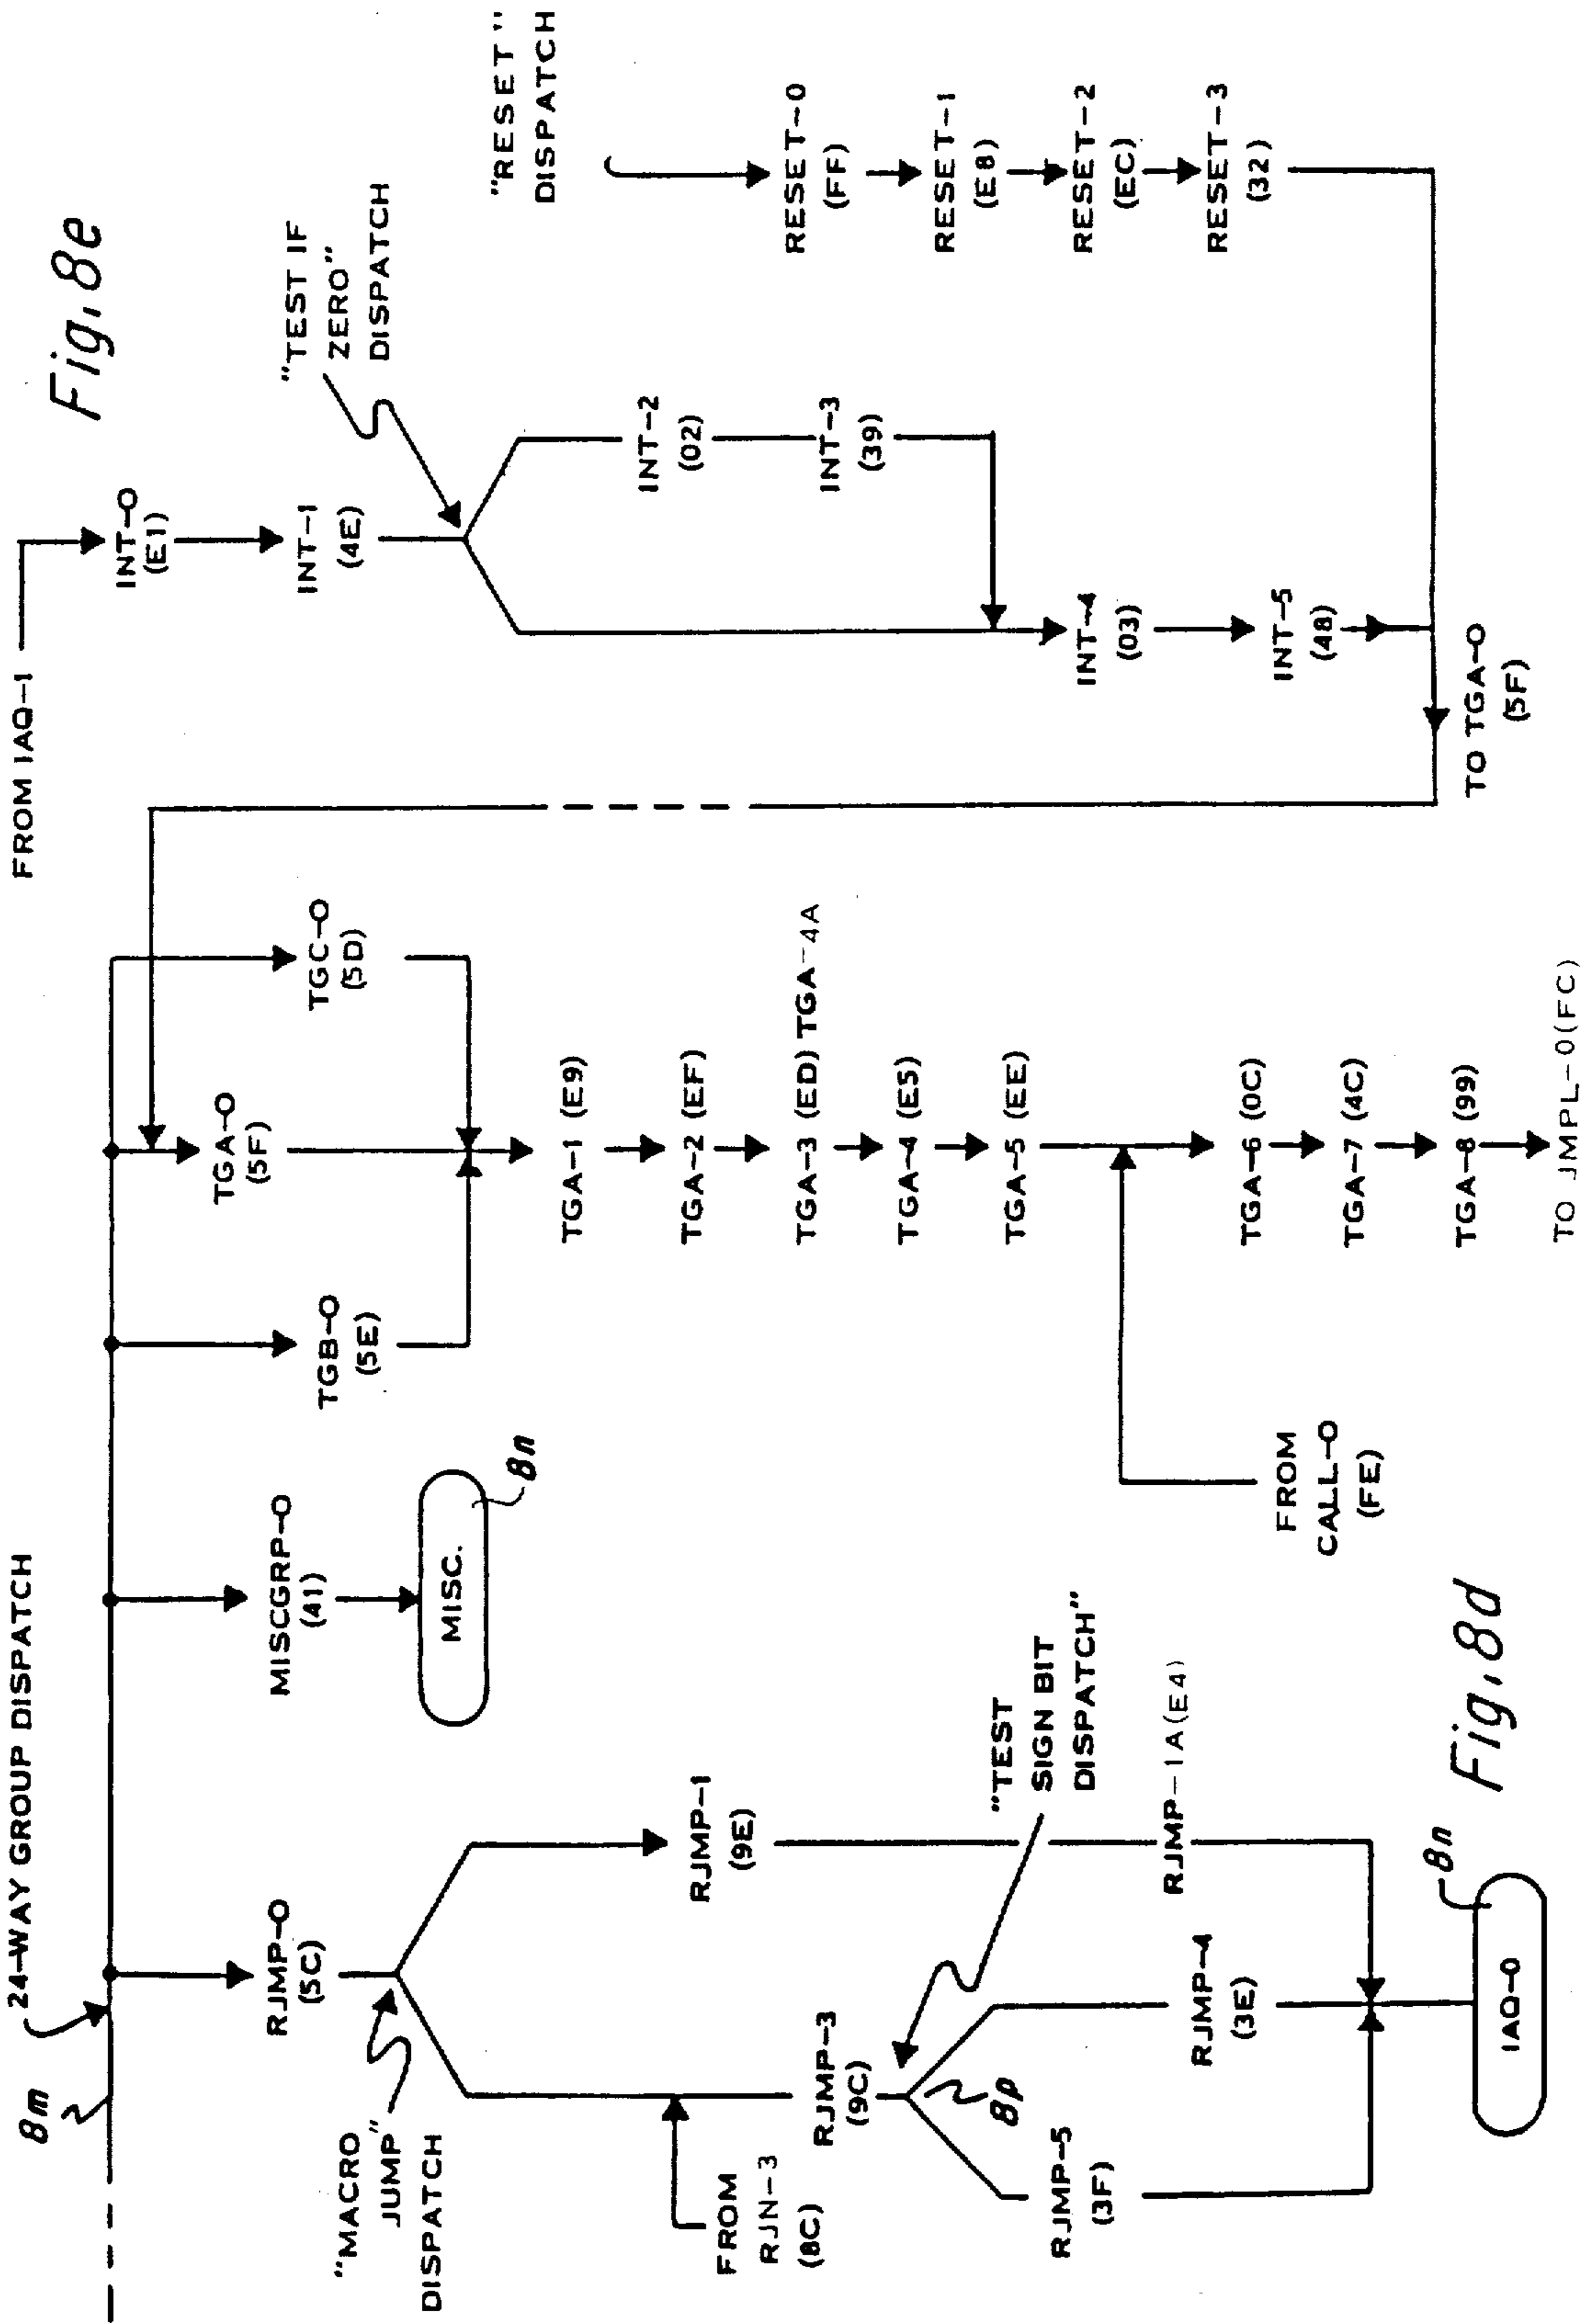 8m
24-WAY GROUP DISPATCH
RJMP-0
(5C)
"MACRO
JUMP"
DISPATCH
FROM
RJN-3
(8C)
RJMP-1
(9E)
RJMP-3
(9C)
8p
"TEST
SIGN BIT
DISPATCH"
RJMP-5
(3F)
RJMP-4
(3E)
RJMP-1A(E4)
IAQ-0
8n
Fig. 8d
MISCGRP-0
(41)
MISC.
8n
TGB-0
(5E)
TGA-0
(5F)
TGC-0
(5D)
TGA-1 (E9)
TGA-2 (EF)
TGA-3 (ED) TGA-4A
TGA-4 (E5)
TGA-5 (EE)
FROM
CALL-0
(FE)
TGA-6 (0C)
TGA-7 (4C)
TGA-8 (99)
TO JMPL-0(FC)
FROM IAQ-1
Fig. 8e
INT-0
(E1)
INT-1
(4E)
"TEST IF
ZERO"
DISPATCH
INT-2
(02)
INT-3
(39)
INT-4
(03)
INT-5
(48)
TO TGA-0
(5F)
"RESET"
DISPATCH
RESET-0
(FF)
RESET-1
(E8)
RESET-2
(EC)
RESET-3
(32)